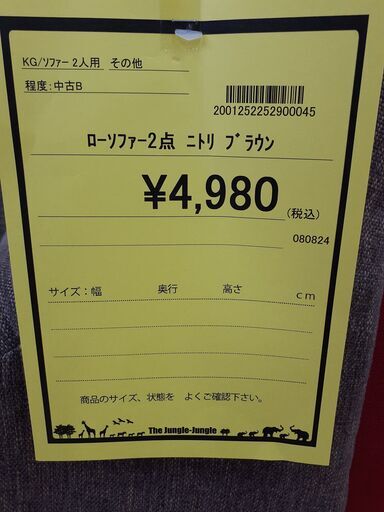 KG/ソファー 2人用 その他
程度:中古B
2001252252900045
ローソファー2点 ニトリ ブラウン
¥4,980(税込)
080824
サイズ:幅 奥行 高さ cm
商品のサイズ、状態を よくご確認下さい。
The Jungle-Jungle